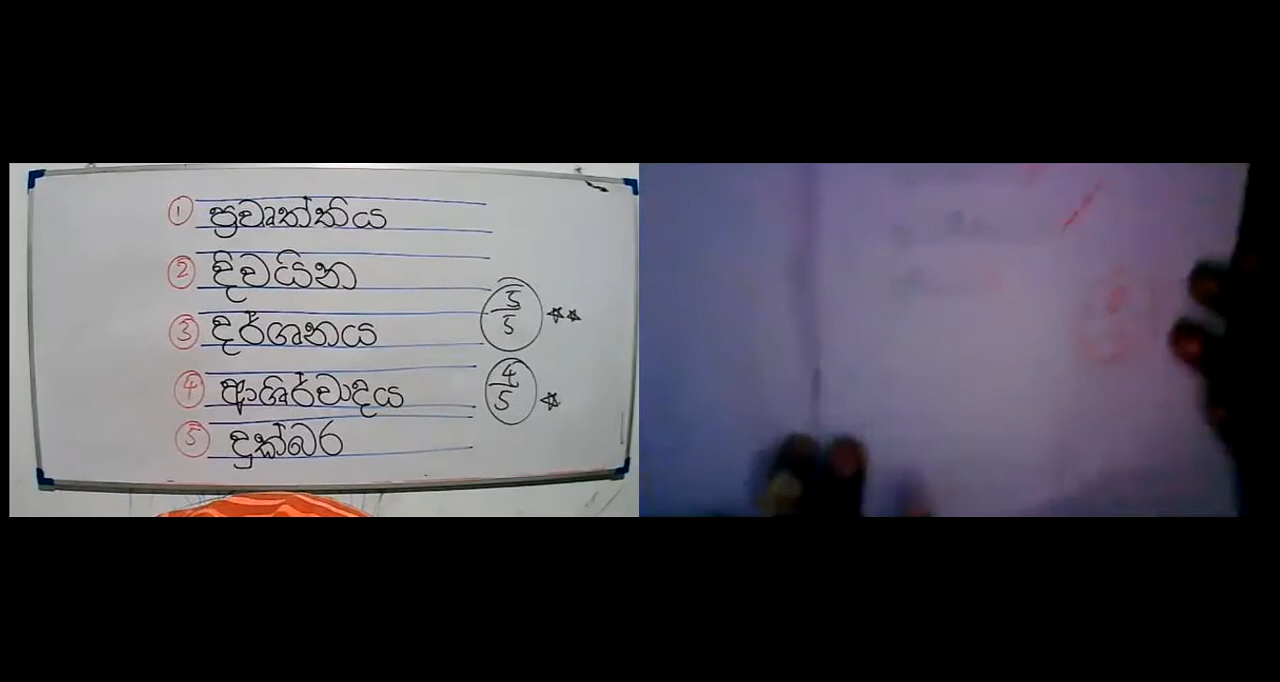 ① ප්‍රවෘත්තිය
② දිවයින
③ දර්ශනය
5/5 ☆☆
④ ආශිර්වාදය
4/5 ☆
⑤ දුක්බර